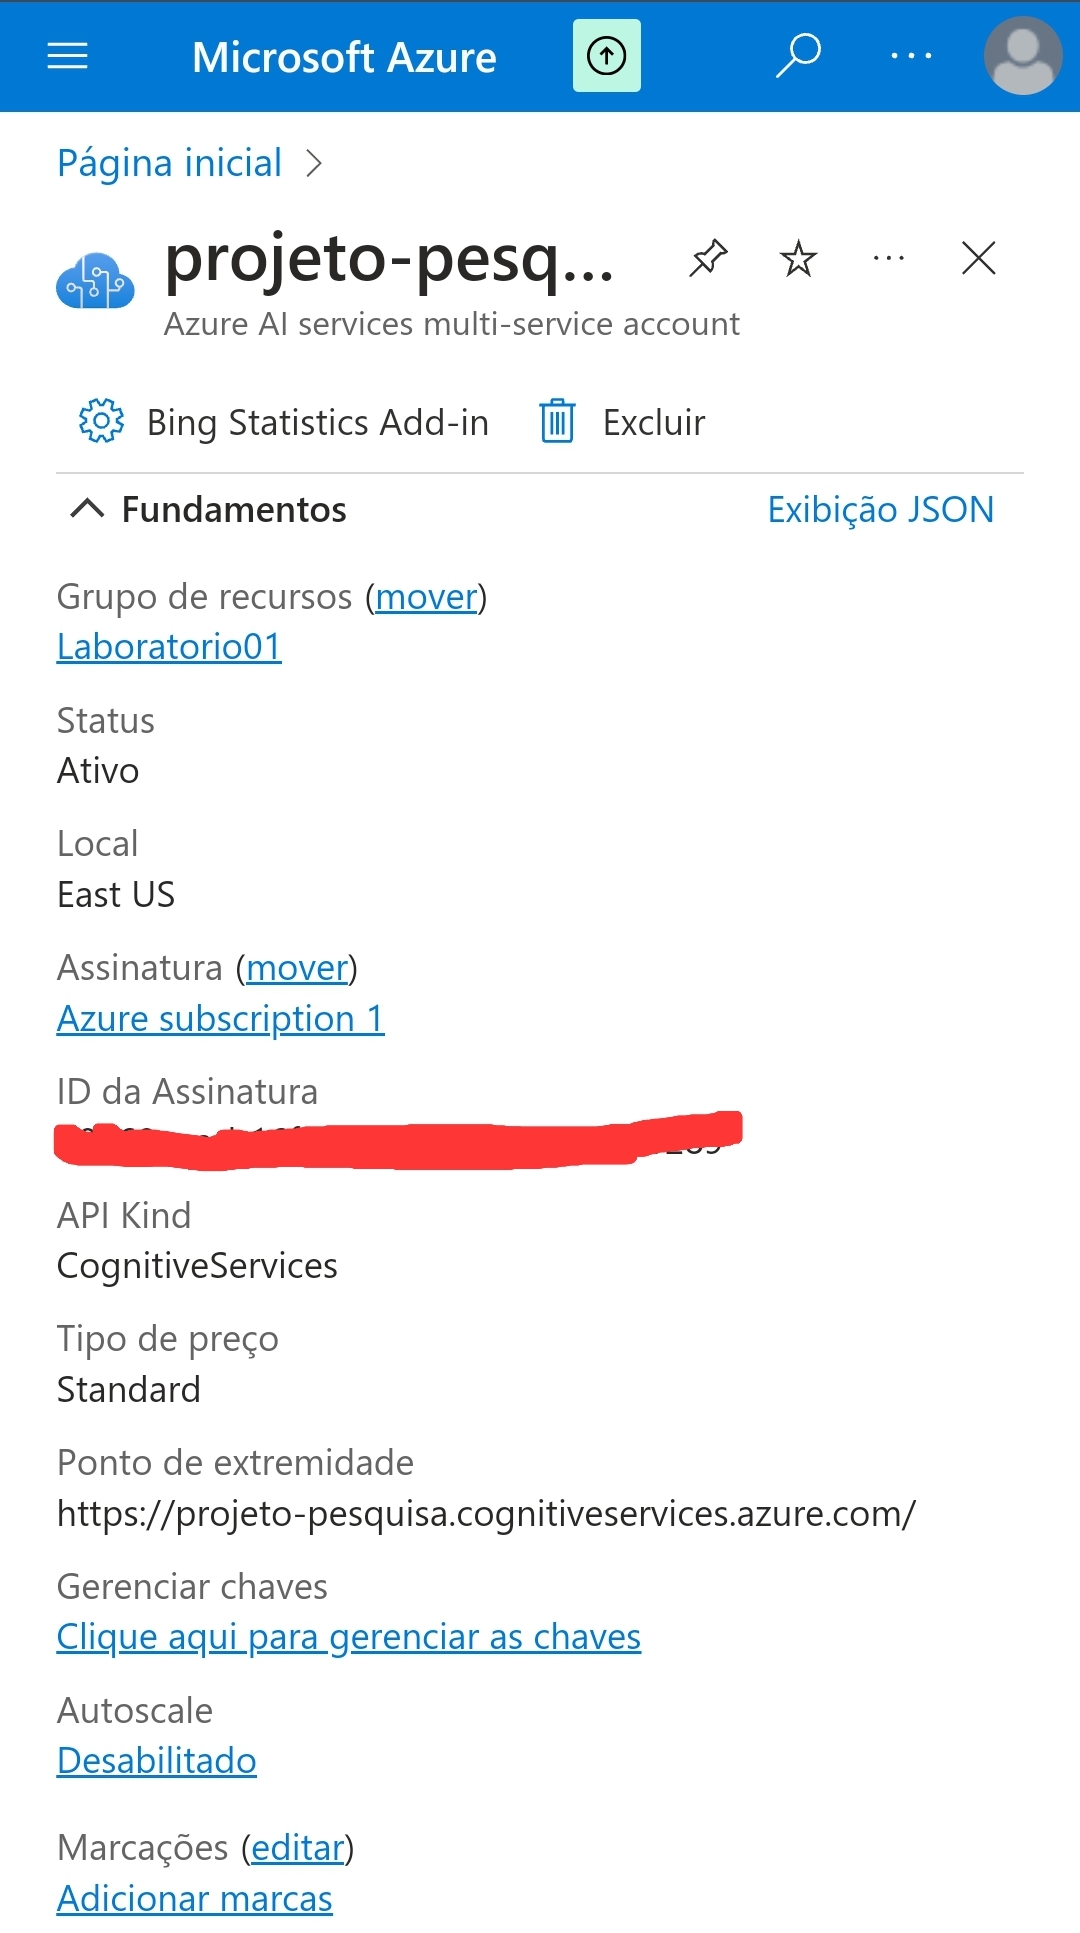 Microsoft Azure
Página inicial
projeto-pesq...
Azure AI services multi-service account
Bing Statistics Add-in Excluir
Fundamentos Exibição JSON
Grupo de recursos (mover)
Laboratorio01
Status
Ativo
Local
East US
Assinatura (mover)
Azure subscription 1
ID da Assinatura
API Kind
CognitiveServices
Tipo de preço
Standard
Ponto de extremidade
https://projeto-pesquisa.cognitiveservices.azure.com/
Gerenciar chaves
Clique aqui para gerenciar as chaves
Autoscale
Desabilitado
Marcações (editar)
Adicionar marcas